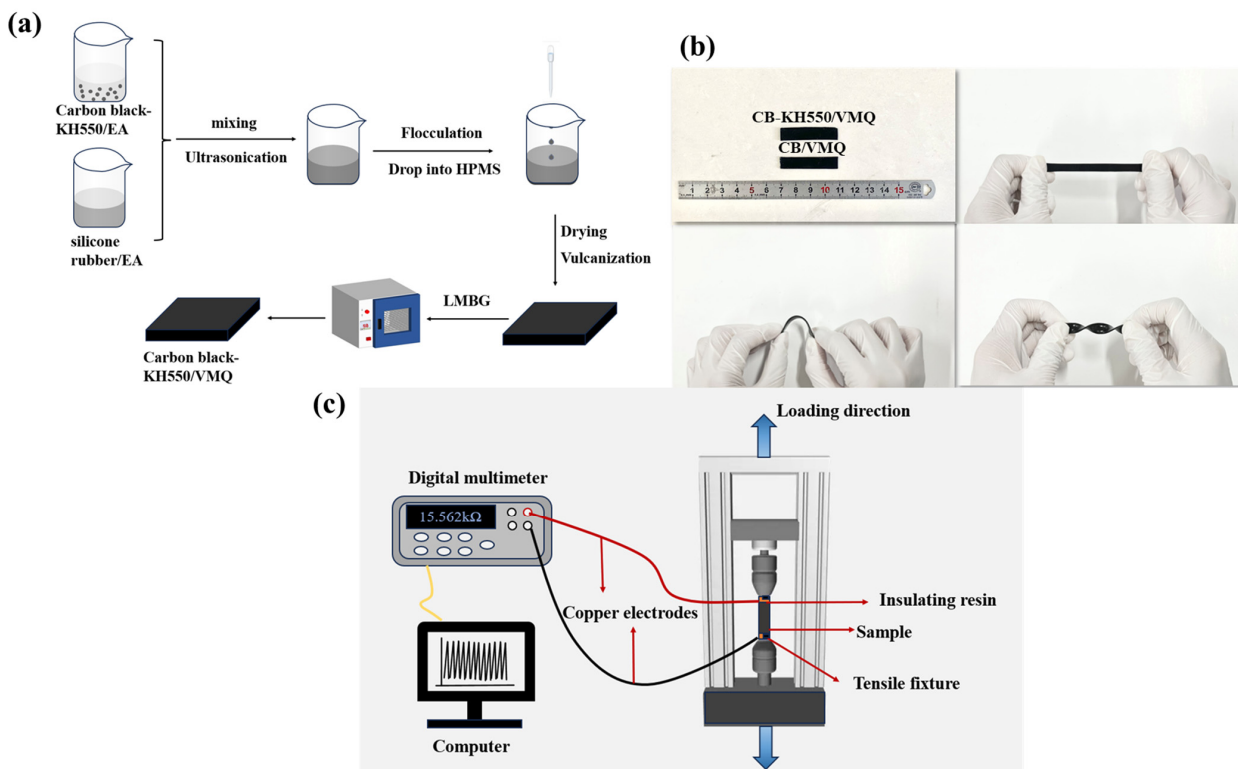 (a)
Carbon black-
KH550/EA
silicone
rubber/EA
mixing
Ultrasonication
Flocculation
Drop into HPMS
Drying
Vulcanization
LMBG
Carbon black-
KH550/VMQ
(b)
CB-KH550/VMQ
CB/VMQ
1 2 3 4 5 6 7 8 9 10 11 12 13 14 15
(c)
Digital multimeter
15.562kΩ
Copper electrodes
Computer
Loading direction
Insulating resin
Sample
Tensile fixture